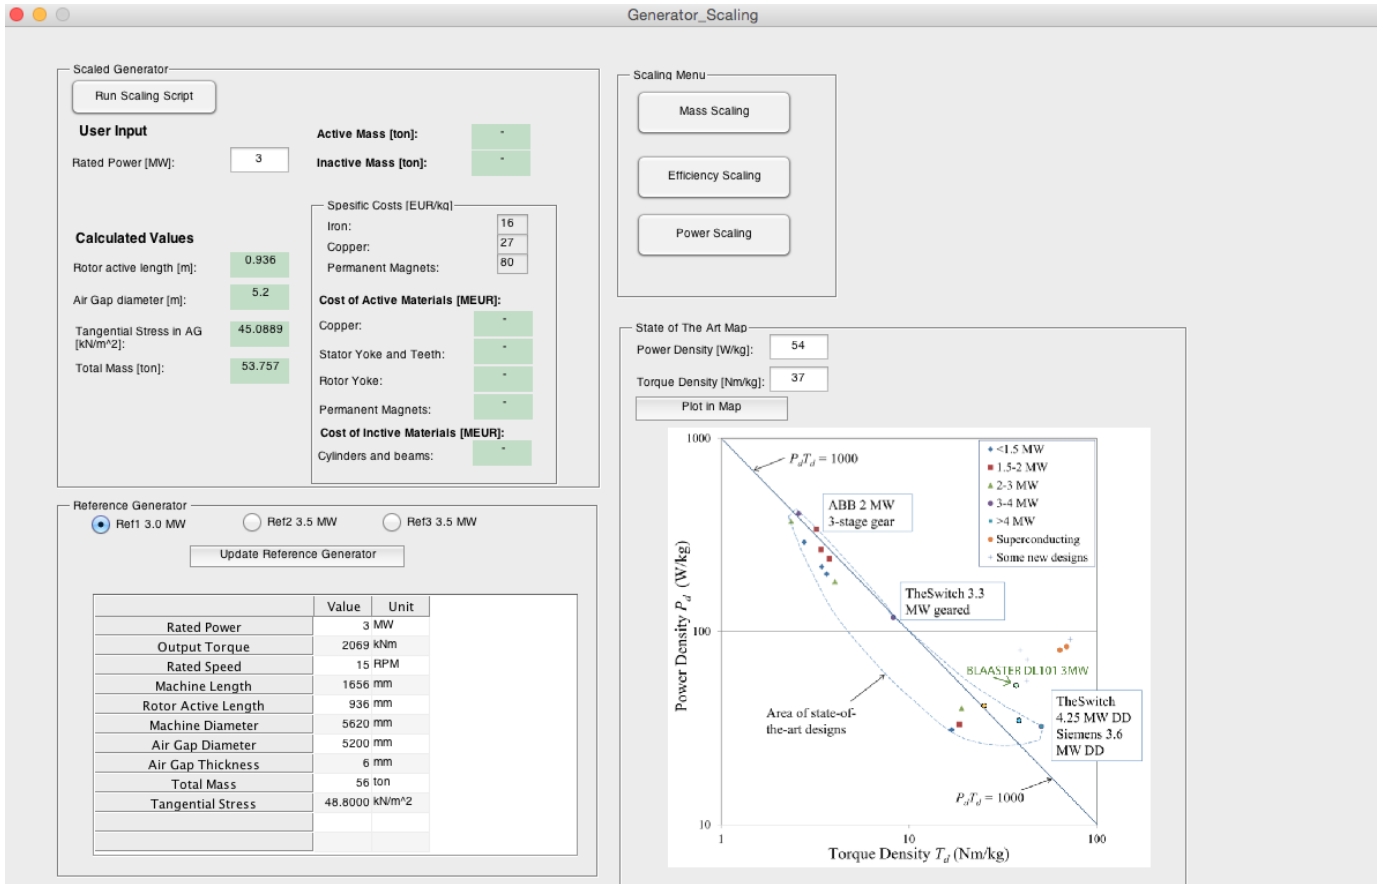 Generator_Scaling
Scaled Generator
Run Scaling Script
User Input
Rated Power [MW]: 3
Active Mass [ton]: -
Inactive Mass [ton]: -
Calculated Values
Rotor active length [m]: 0.936
Air Gap diameter [m]: 5.2
Tangential Stress in AG
[kN/m^2]: 45.0889
Total Mass [ton]: 53.757
Spesific Costs [EUR/kg]
Iron: 16
Copper: 27
Permanent Magnets: 80
Cost of Active Materials [MEUR]:
Copper: -
Stator Yoke and Teeth: -
Rotor Yoke: -
Permanent Magnets: -
Cost of Inctive Materials [MEUR]:
Cylinders and beams: -
Scaling Menu
Mass Scaling
Efficiency Scaling
Power Scaling
Reference Generator
Ref1 3.0 MW
Ref2 3.5 MW
Ref3 3.5 MW
Update Reference Generator
Value Unit
Rated Power 3 MW
Output Torque 2069 kNm
Rated Speed 15 RPM
Machine Length 1656 mm
Rotor Active Length 936 mm
Machine Diameter 5620 mm
Air Gap Diameter 5200 mm
Air Gap Thickness 6 mm
Total Mass 56 ton
Tangential Stress 48.8000 kN/m^2
State of The Art Map
Power Density [W/kg]: 54
Torque Density [Nm/kg]: 37
Plot in Map
1000
100
10
Power Density Pd (W/kg)
PdTd = 1000
ABB 2 MW
3-stage gear
<1.5 MW
1.5-2 MW
2-3 MW
3-4 MW
>4 MW
Superconducting
Some new designs
TheSwitch 3.3
MW geared
BLAASTER DL101 3MW
TheSwitch
4.25 MW DD
Siemens 3.6
MW DD
Area of state-of-
the-art designs
PdTd = 1000
1
10
100
Torque Density Td (Nm/kg)